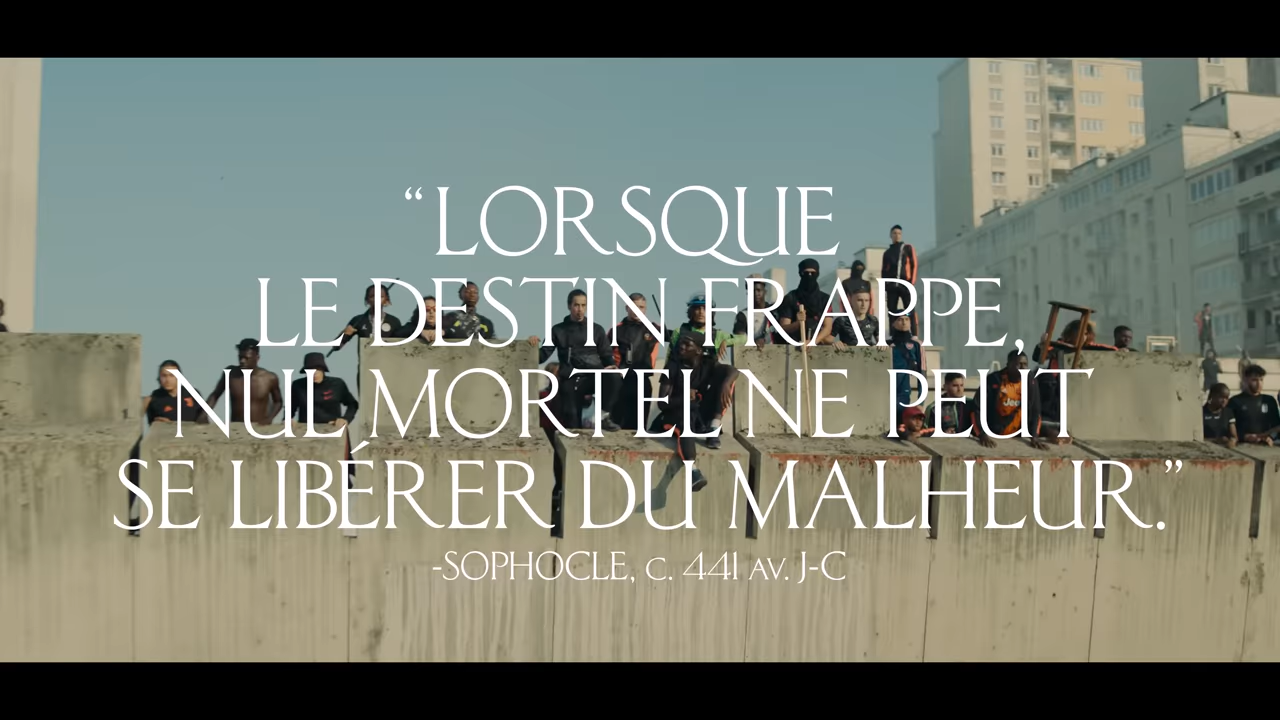 “LORSQUE
LE DESTIN FRAPPE,
NUL MORTEL NE PEUT
SE LIBÉRER DU MALHEUR.”
-SOPHOCLE, C. 441 AV. J-C